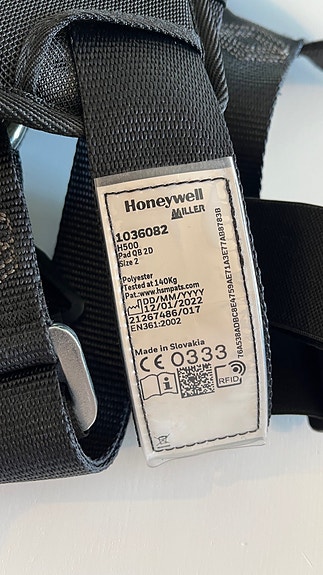 Honeywell
MILLER
1036082
H500
Pad QB 2D
Size 2
Polyester
Tested at 140Kg
Pat.:www.hsmpats.com
DD/MM/YYYY
12/01/2022
21267486/017
EN361:2002
Made in Slovakia
CE 0333
i
RFID
76A538ADBC8E4759AE71A3E77AB8783B